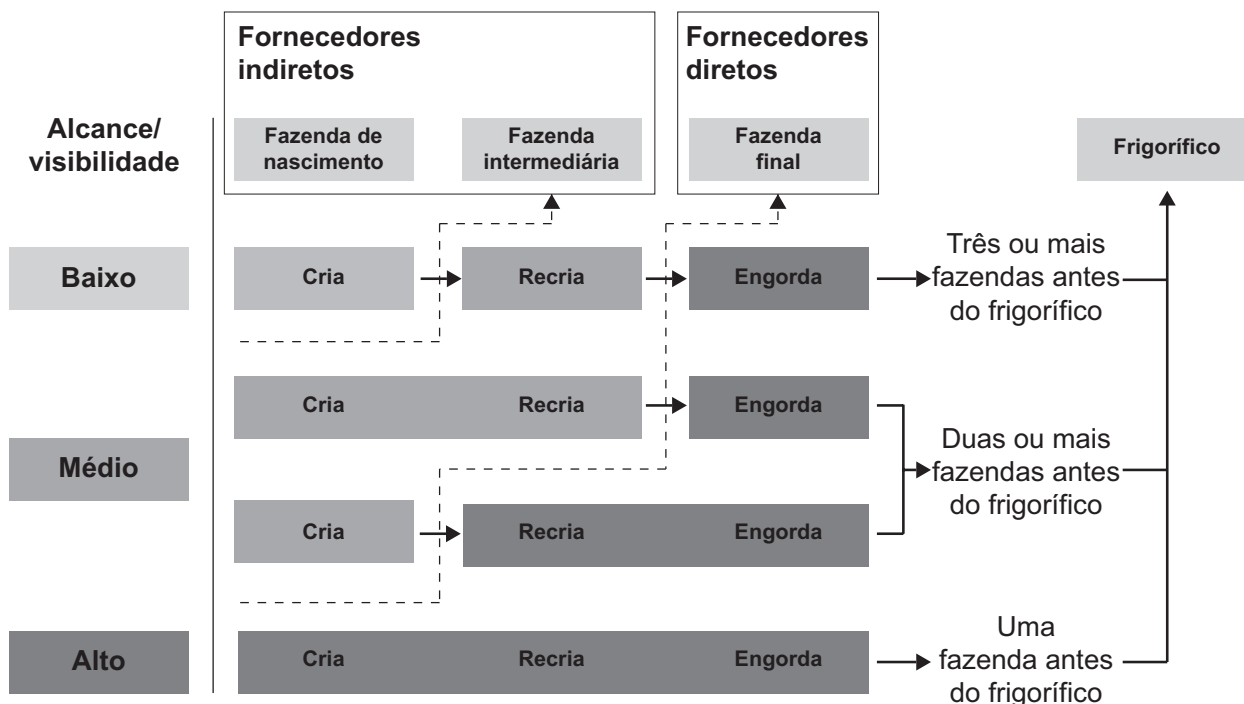 Fornecedores
indiretos
Fornecedores
diretos
Alcance/
visibilidade
Fazenda de
nascimento
Fazenda
intermediária
Fazenda
final
Frigorífico
Baixo
Cria
Recria
Engorda
Três ou mais
fazendas antes
do frigorífico
Médio
Cria
Recria
Engorda
Duas ou mais
fazendas antes
do frigorífico
Cria
Recria
Engorda
Alto
Cria
Recria
Engorda
Uma
fazenda antes
do frigorífico